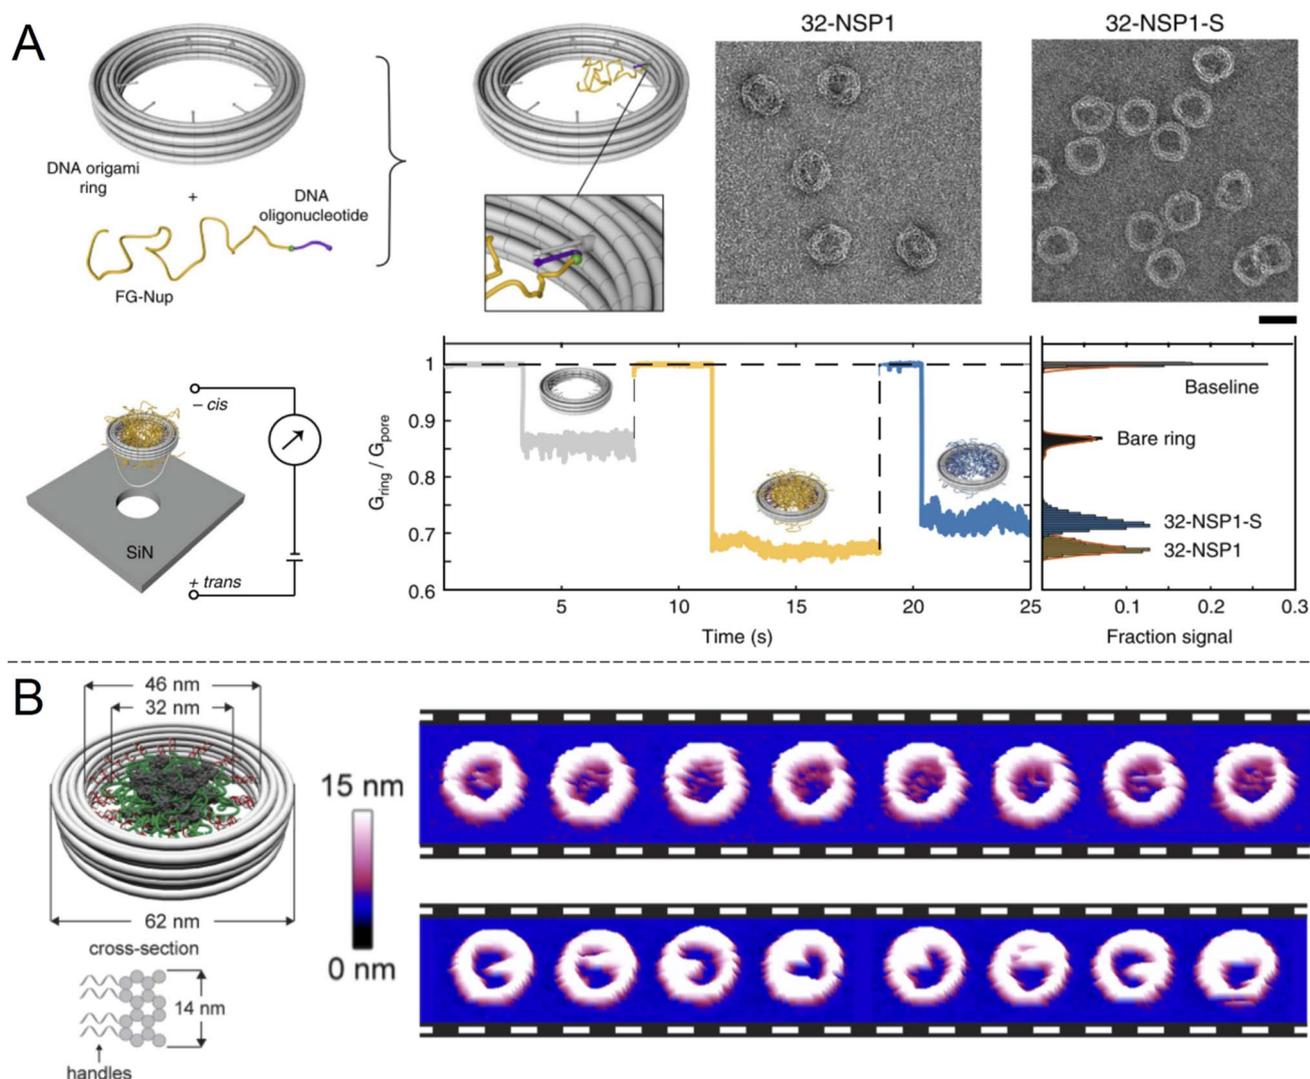 A
32-NSP1
32-NSP1-S
DNA origami
ring
+
DNA
oligonucleotide
FG-Nup
– cis
SiN
+ trans
G_ring / G_pore
1
0.9
0.8
0.7
0.6
5
10
15
20
25
Time (s)
Baseline
Bare ring
32-NSP1-S
32-NSP1
0.1
0.2
0.3
Fraction signal
B
46 nm
32 nm
62 nm
cross-section
14 nm
handles
15 nm
0 nm